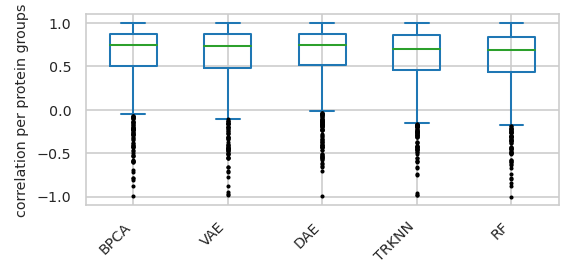 correlation per protein groups
1.0
0.5
0.0
−0.5
−1.0
BPCA
VAE
DAE
TRKNN
RF